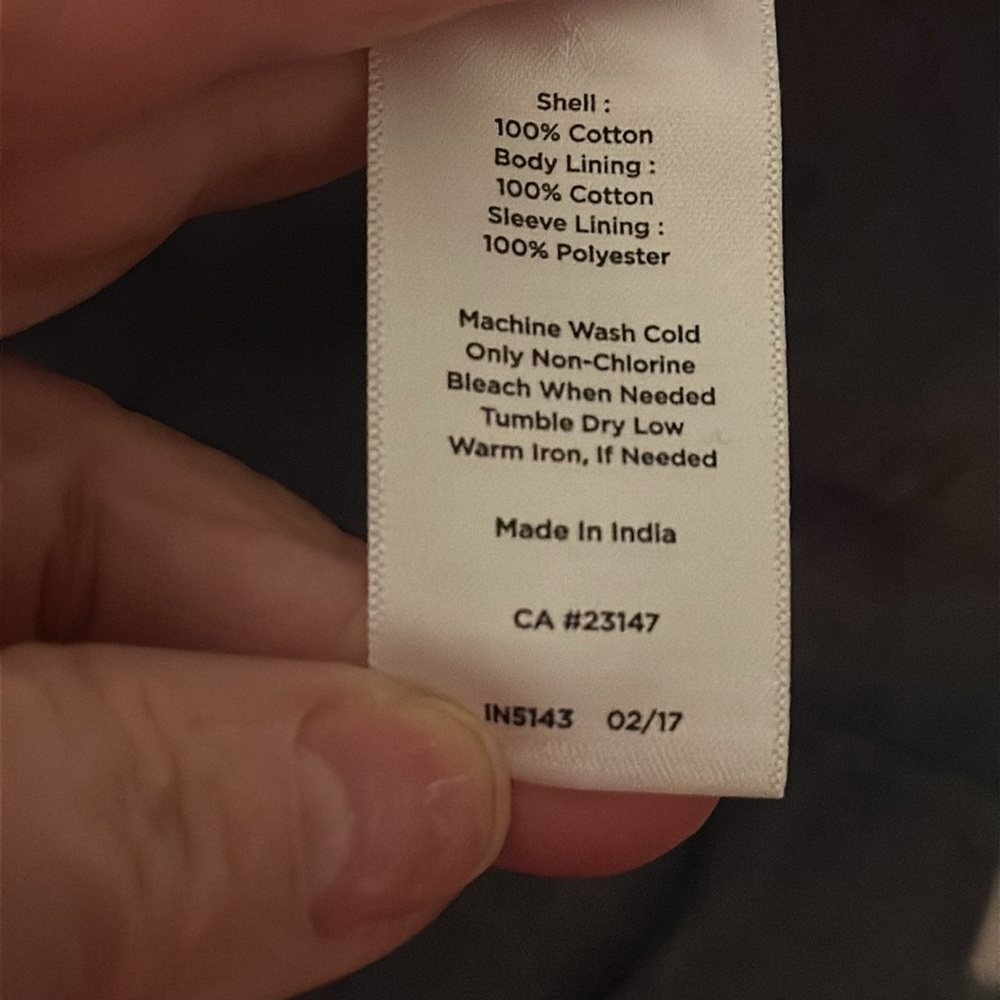 Shell :
100% Cotton
Body Lining :
100% Cotton
Sleeve Lining :
100% Polyester
Machine Wash Cold
Only Non-Chlorine
Bleach When Needed
Tumble Dry Low
Warm Iron, If Needed
Made In India
CA #23147
IN5143 02/17